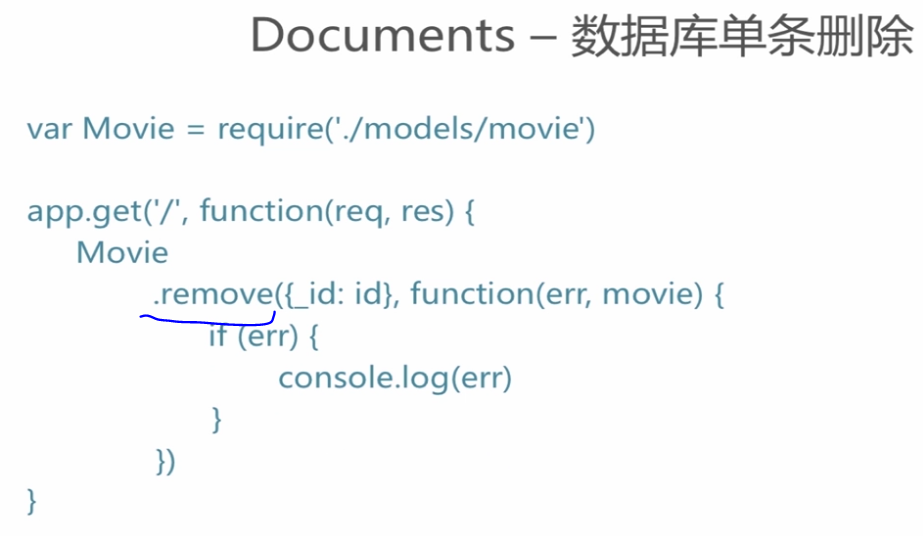 Documents – 数据库单条删除
var Movie = require('./models/movie')
app.get('/', function(req, res) {
Movie
.remove({_id: id}, function(err, movie) {
if (err) {
console.log(err)
}
})
}